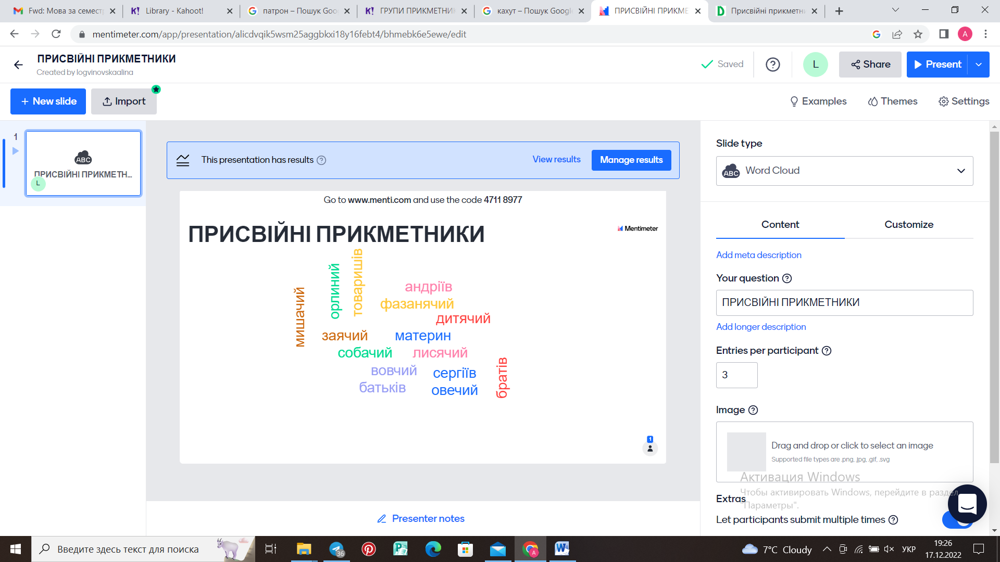 Fwd: Мова за семестр
Library - Kahoot!
патрон – Пошук Goo
ГРУПИ ПРИКМЕТНИК
кахут – Пошук Google
ПРИСВІЙНІ ПРИКМЕ
Присвійні прикметни
mentimeter.com/app/presentation/alicdvqik5wsm25aggbkxi18y16febt4/bhmebk6e5ewe/edit
A
ПРИСВІЙНІ ПРИКМЕТНИКИ
Created by logvinovskaalina
Saved
L
Share
Present
+ New slide
Import
Examples
Themes
Settings
1
ABC
ПРИСВІЙНІ ПРИКМЕТН...
L
This presentation has results
View results
Manage results
Go to www.menti.com and use the code 4711 8977
ПРИСВІЙНІ ПРИКМЕТНИКИ
Mentimeter
мишачий
орлиний
товаришів
андріїв
фазанячий
дитячий
заячий
материн
собачий
лисячий
вовчий
сергіїв
братів
батьків
овечий
1
Presenter notes
Slide type
ABC
Word Cloud
Content
Customize
Add meta description
Your question
ПРИСВІЙНІ ПРИКМЕТНИКИ
Add longer description
Entries per participant
3
Image
Drag and drop or click to select an image
Supported file types are .png, .jpg, .gif, .svg
Активация Windows
Чтобы активировать Windows, перейдите в раздел
"Параметры".
Extras
Let participants submit multiple times
Введите здесь текст для поиска
36
A
7°C Cloudy
УКР
19:26
17.12.2022